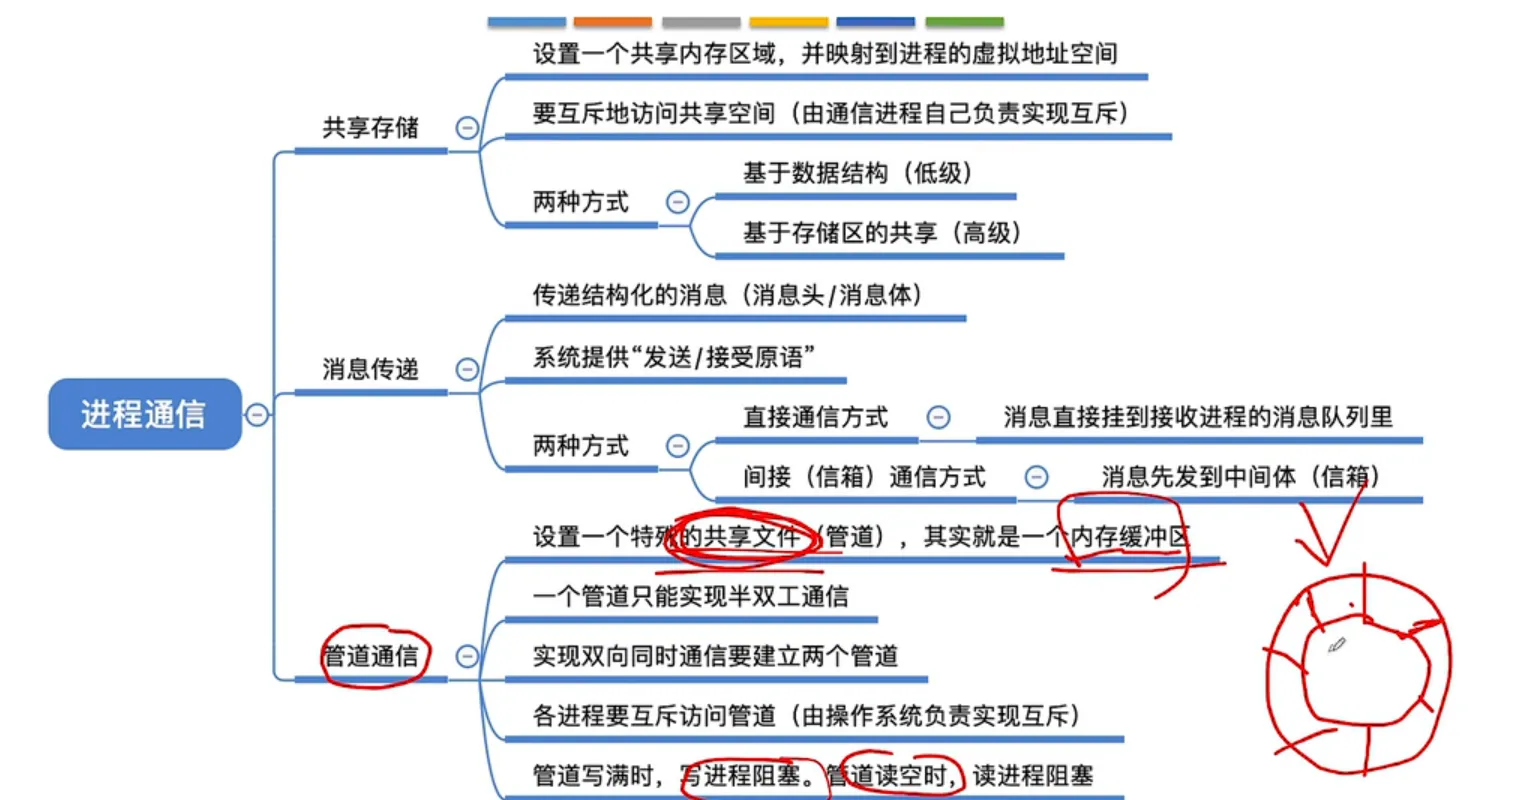 进程通信
共享存储
设置一个共享内存区域，并映射到进程的虚拟地址空间
要互斥地访问共享空间（由通信进程自己负责实现互斥）
两种方式
基于数据结构（低级）
基于存储区的共享（高级）
消息传递
传递结构化的消息（消息头/消息体）
系统提供“发送/接受原语”
两种方式
直接通信方式
消息直接挂到接收进程的消息队列里
间接（信箱）通信方式
消息先发到中间体（信箱）
管道通信
设置一个特殊的共享文件（管道），其实就是一个内存缓冲区
一个管道只能实现半双工通信
实现双向同时通信要建立两个管道
各进程要互斥访问管道（由操作系统负责实现互斥）
管道写满时，写进程阻塞。管道读空时，读进程阻塞